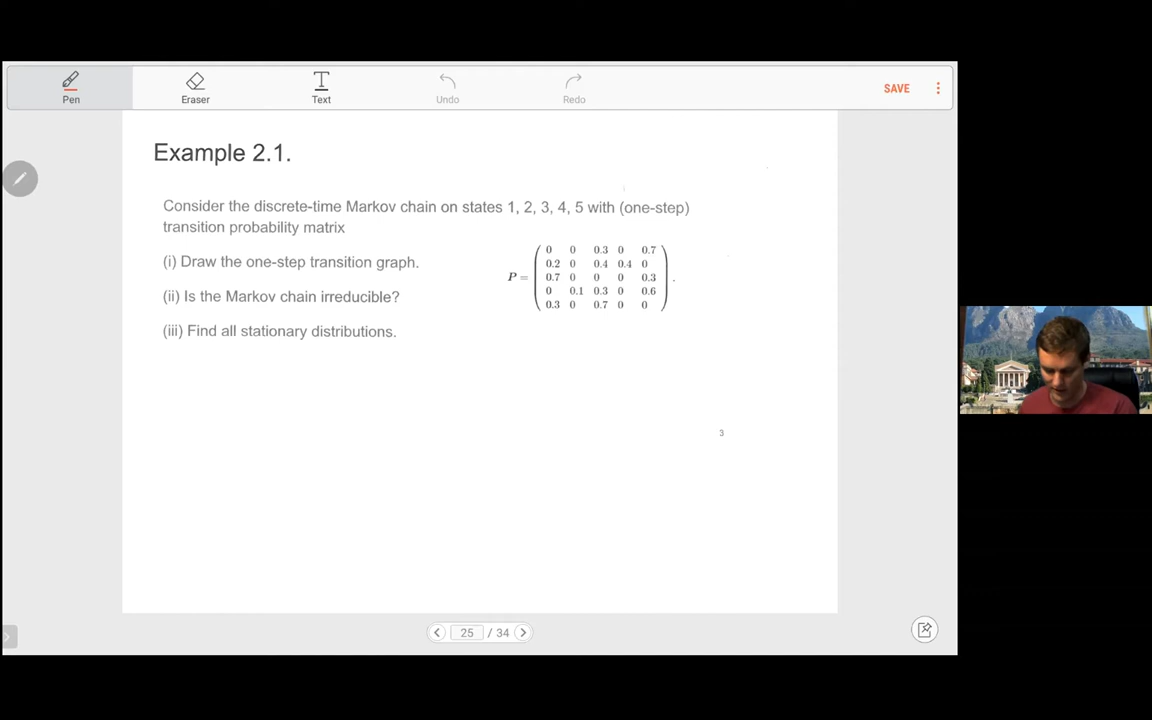 Pen
Eraser
Text
Undo
Redo
SAVE
Example 2.1.
Consider the discrete-time Markov chain on states 1, 2, 3, 4, 5 with (one-step)
transition probability matrix
(i) Draw the one-step transition graph.
(ii) Is the Markov chain irreducible?
(iii) Find all stationary distributions.
0 0 0.3 0 0.7
0.2 0 0.4 0.4 0
P = 0.7 0 0 0 0.3 .
0 0.1 0.3 0 0.6
0.3 0 0.7 0 0
3
25 / 34